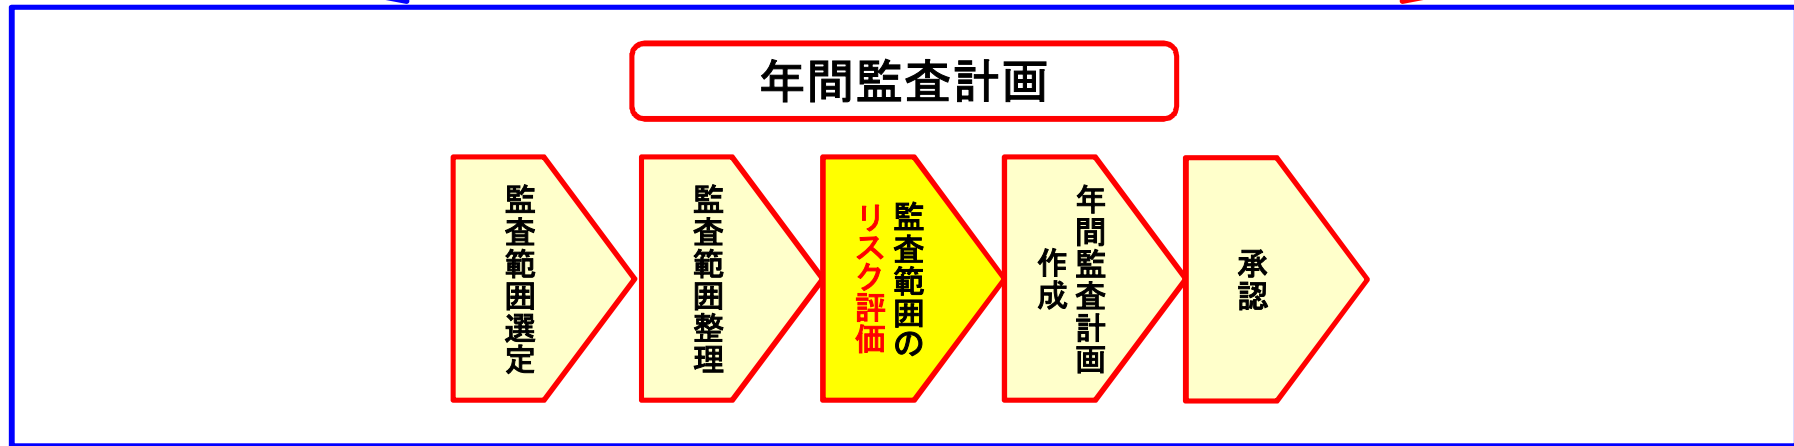 年間監査計画
監査範囲選定
監査範囲整理
監査範囲の
リスク評価
年間監査計画
作成
承認